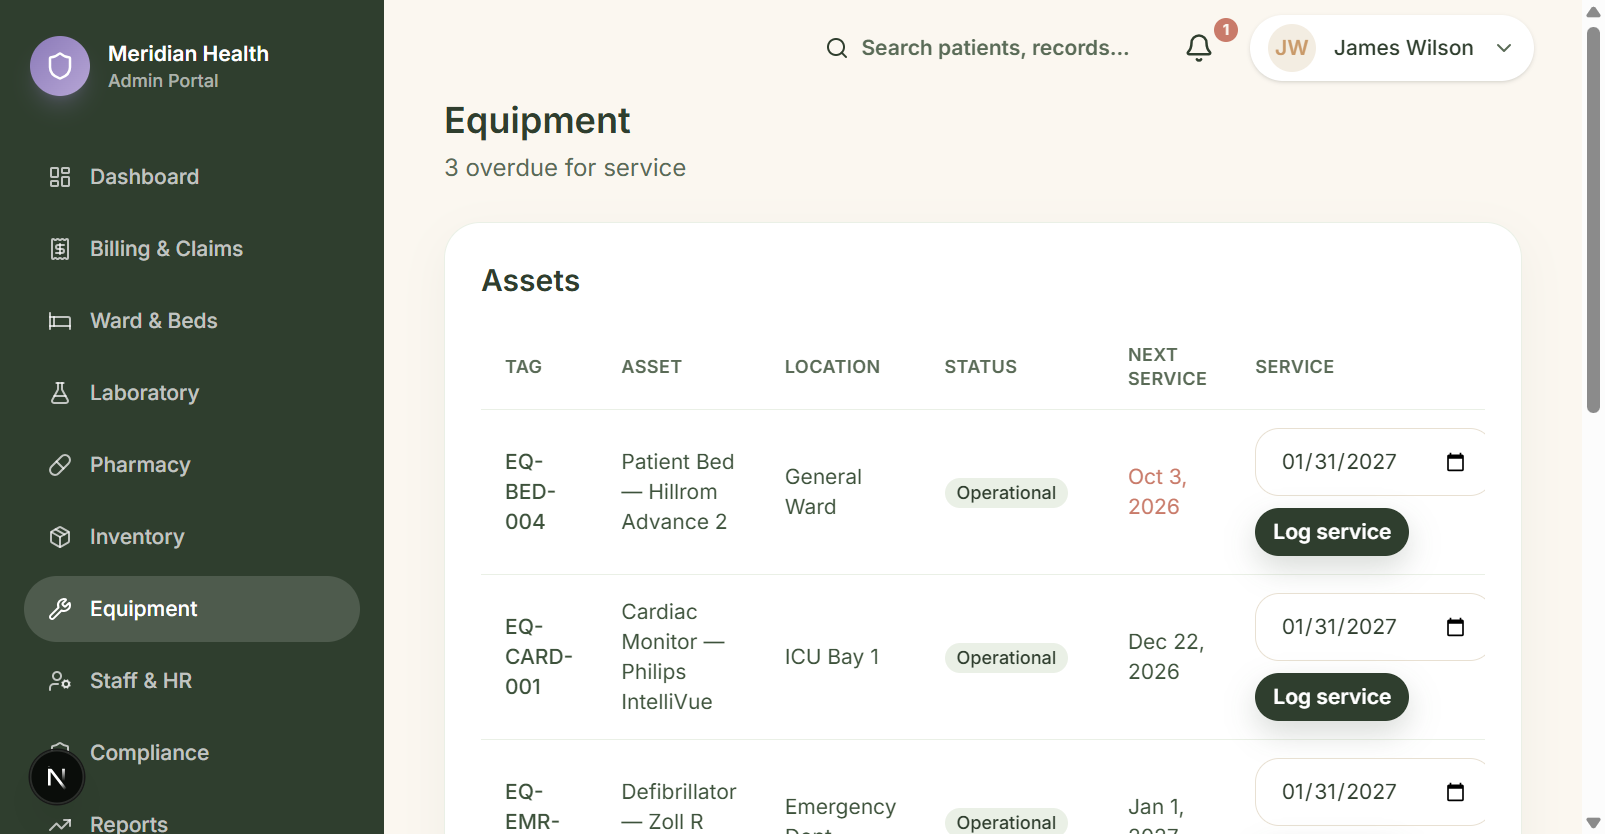 Meridian Health
Admin Portal
Dashboard
Billing & Claims
Ward & Beds
Laboratory
Pharmacy
Inventory
Equipment
Staff & HR
Compliance
Reports
N
Search patients, records...
1
JW
James Wilson
Equipment
3 overdue for service
Assets
TAG
ASSET
LOCATION
STATUS
NEXT
SERVICE
SERVICE
EQ-
BED-
004
Patient Bed
— Hillrom
Advance 2
General
Ward
Operational
Oct 3,
2026
01/31/2027
Log service
EQ-
CARD-
001
Cardiac
Monitor —
Philips
IntelliVue
ICU Bay 1
Operational
Dec 22,
2026
01/31/2027
Log service
EQ-
EMR-
Defibrillator
— Zoll R
Emergency
Dept
Operational
Jan 1,
2027
01/31/2027